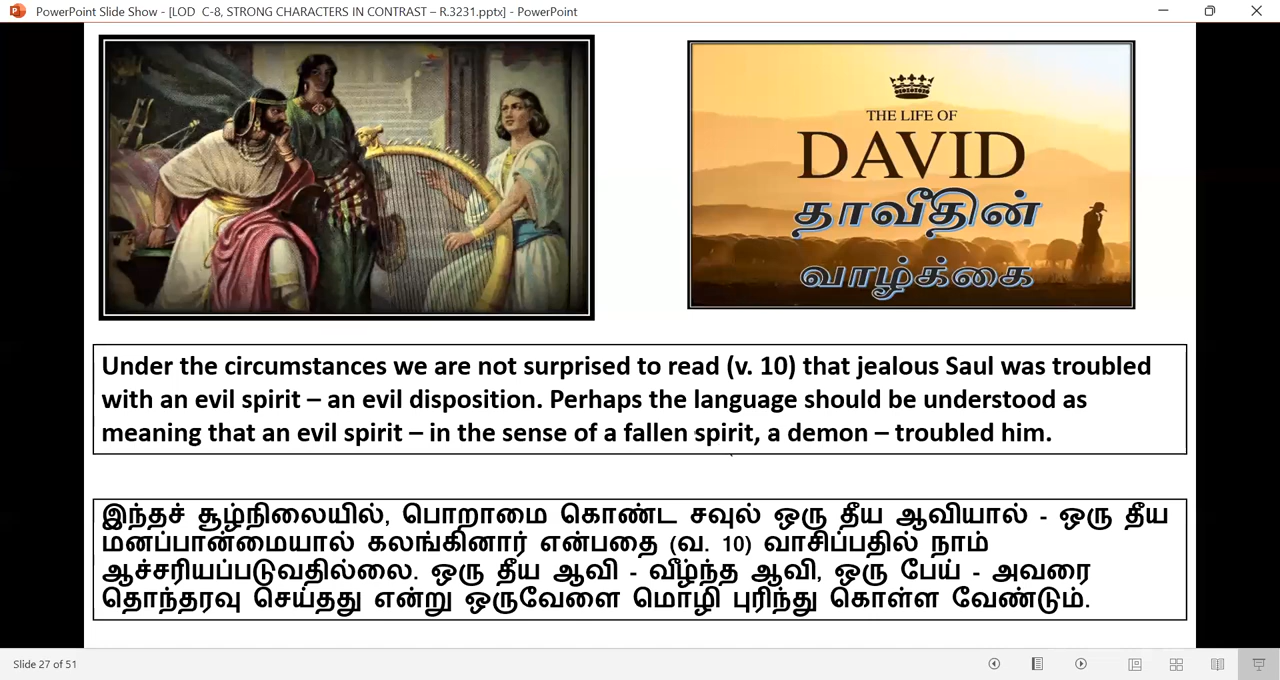 PowerPoint Slide Show - [LOD  C-8, STRONG CHARACTERS IN CONTRAST – R.3231.pptx] - PowerPoint
THE LIFE OF
DAVID
தாவீதின்
வாழ்க்கை
Under the circumstances we are not surprised to read (v. 10) that jealous Saul was troubled
with an evil spirit – an evil disposition. Perhaps the language should be understood as
meaning that an evil spirit – in the sense of a fallen spirit, a demon – troubled him.
இந்தச் சூழ்நிலையில், பொறாமை கொண்ட சவுல் ஒரு தீய ஆவியால் - ஒரு தீய
மனப்பான்மையால் கலங்கினார் என்பதை (வ. 10) வாசிப்பதில் நாம்
ஆச்சரியப்படுவதில்லை. ஒரு தீய ஆவி - வீழ்ந்த ஆவி, ஒரு பேய் - அவரை
தொந்தரவு செய்தது என்று ஒருவேளை மொழி புரிந்து கொள்ள வேண்டும்.
Slide 27 of 51